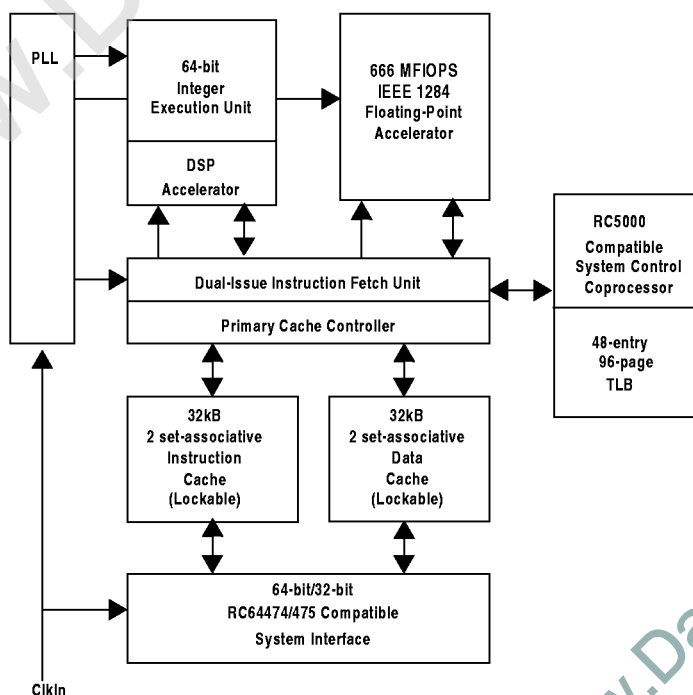 PLL
64-bit
Integer
Execution Unit
DSP
Accelerator
666 MFIOPS
IEEE 1284
Floating-Point
Accelerator
Dual-Issue Instruction Fetch Unit
Primary Cache Controller
RC5000
Compatible
System Control
Coprocessor
48-entry
96-page
TLB
32kB
2 set-associative
Instruction
Cache
(Lockable)
32kB
2 set-associative
Data
Cache
(Lockable)
64-bit/32-bit
RC64474/475 Compatible
System Interface
ClkIn
w.D
w.Da